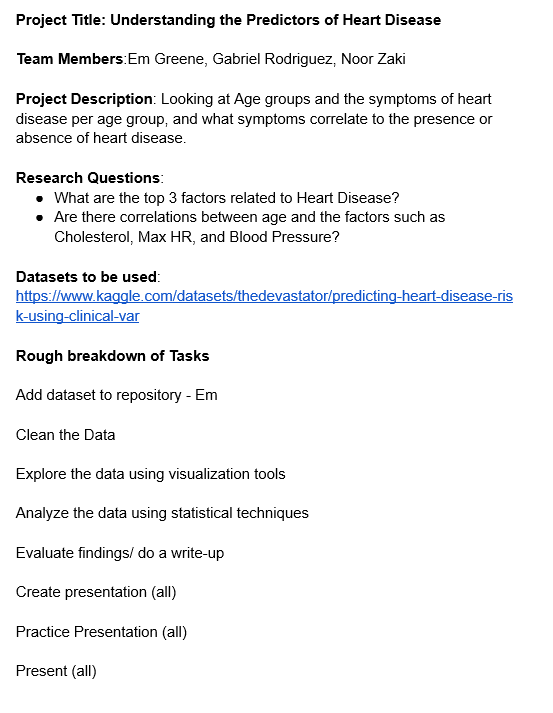 Project Title: Understanding the Predictors of Heart Disease
Team Members:Em Greene, Gabriel Rodriguez, Noor Zaki
Project Description: Looking at Age groups and the symptoms of heart
disease per age group, and what symptoms correlate to the presence or
absence of heart disease.
Research Questions:
● What are the top 3 factors related to Heart Disease?
● Are there correlations between age and the factors such as
Cholesterol, Max HR, and Blood Pressure?
Datasets to be used:
https://www.kaggle.com/datasets/thedevastator/predicting-heart-disease-ris
k-using-clinical-var
Rough breakdown of Tasks
Add dataset to repository - Em
Clean the Data
Explore the data using visualization tools
Analyze the data using statistical techniques
Evaluate findings/ do a write-up
Create presentation (all)
Practice Presentation (all)
Present (all)